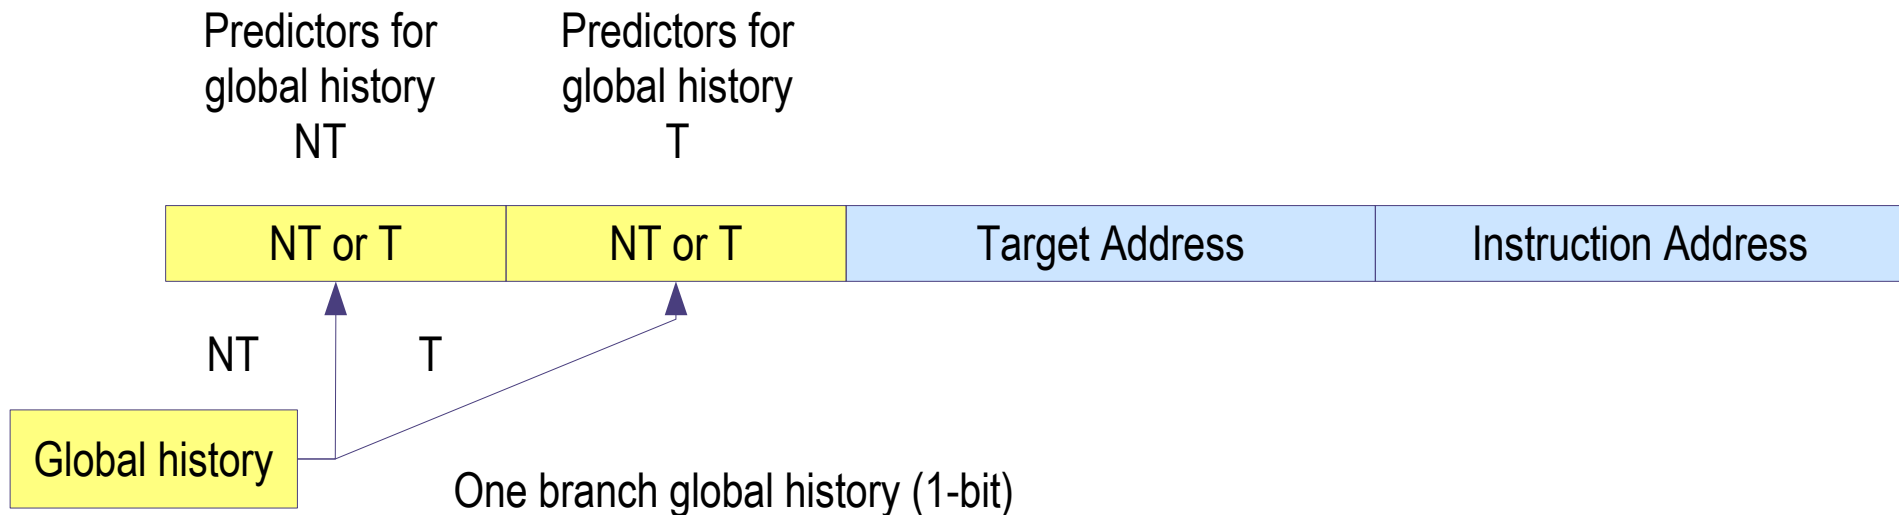 Predictors for
global history
NT
Predictors for
global history
T
NT or T
NT or T
Target Address
Instruction Address
NT
T
Global history
One branch global history (1-bit)